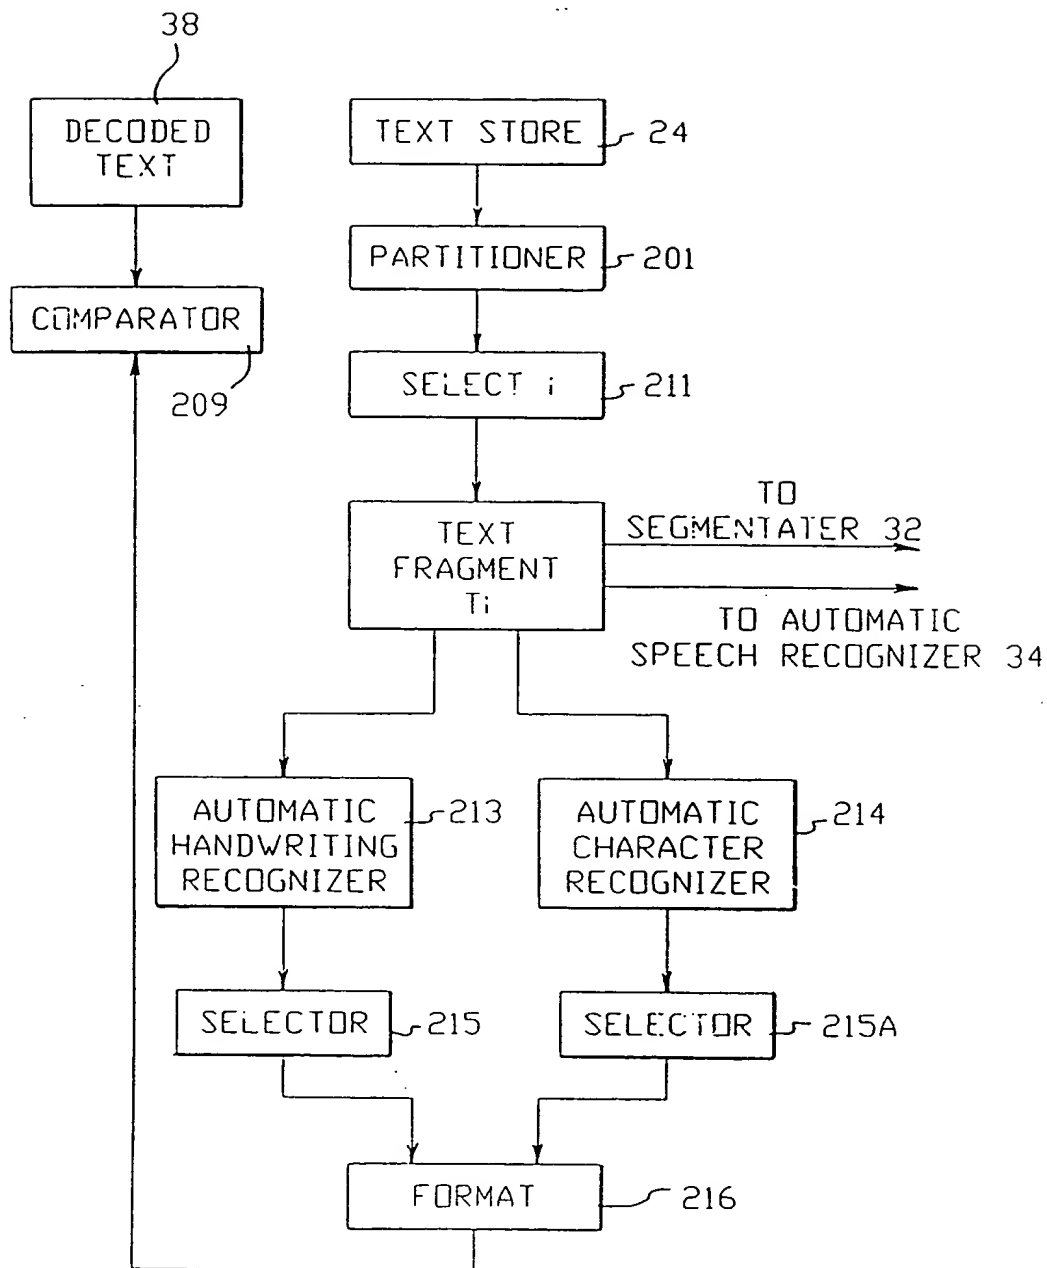 38
DECODED
TEXT
COMPARATOR
209
TEXT STORE
24
PARTITIONER
201
SELECT i
211
TEXT
FRAGMENT
Ti
TO
SEGMENTATER 32
TO AUTOMATIC
SPEECH RECOGNIZER 34
AUTOMATIC
HANDWRITING
RECOGNIZER
213
AUTOMATIC
CHARACTER
RECOGNIZER
214
SELECTOR
215
SELECTOR
215A
FORMAT
216